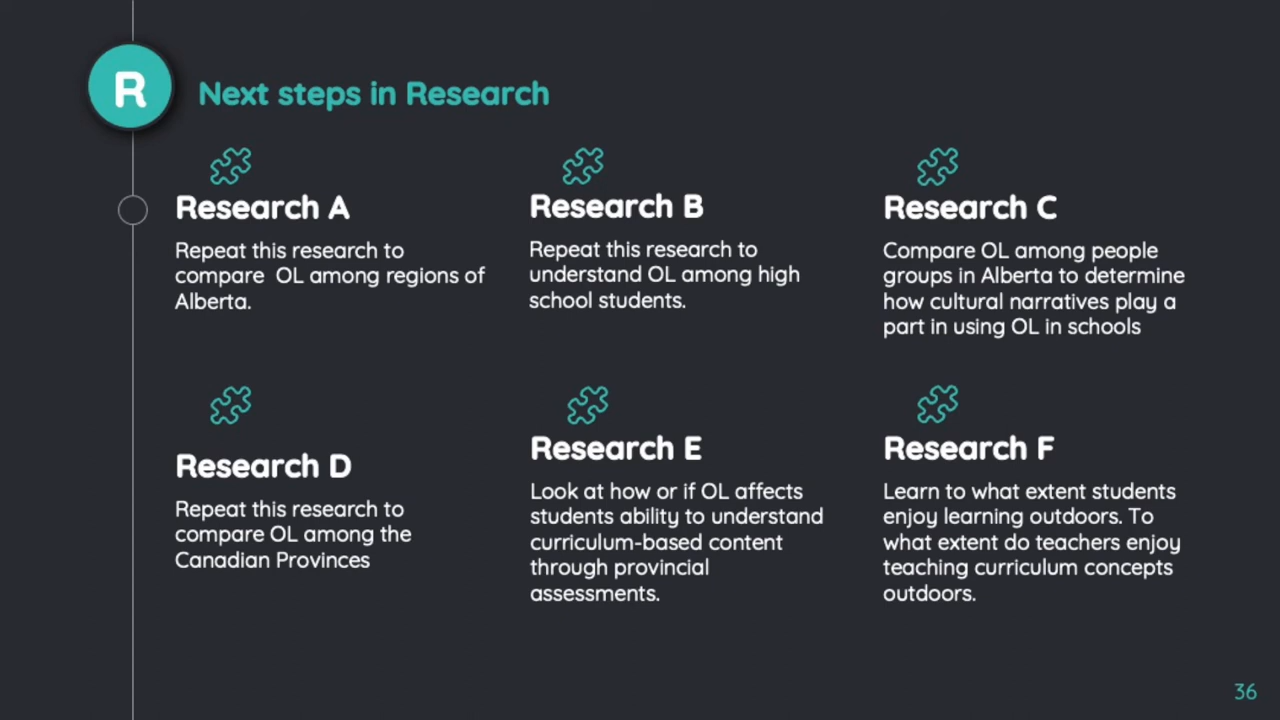 R
Next steps in Research
Research A
Repeat this research to
compare  OL among regions of
Alberta.
Research B
Repeat this research to
understand OL among high
school students.
Research C
Compare OL among people
groups in Alberta to determine
how cultural narratives play a
part in using OL in schools
Research D
Repeat this research to
compare OL among the
Canadian Provinces
Research E
Look at how or if OL affects
students ability to understand
curriculum-based content
through provincial
assessments.
Research F
Learn to what extent students
enjoy learning outdoors. To
what extent do teachers enjoy
teaching curriculum concepts
outdoors.
36